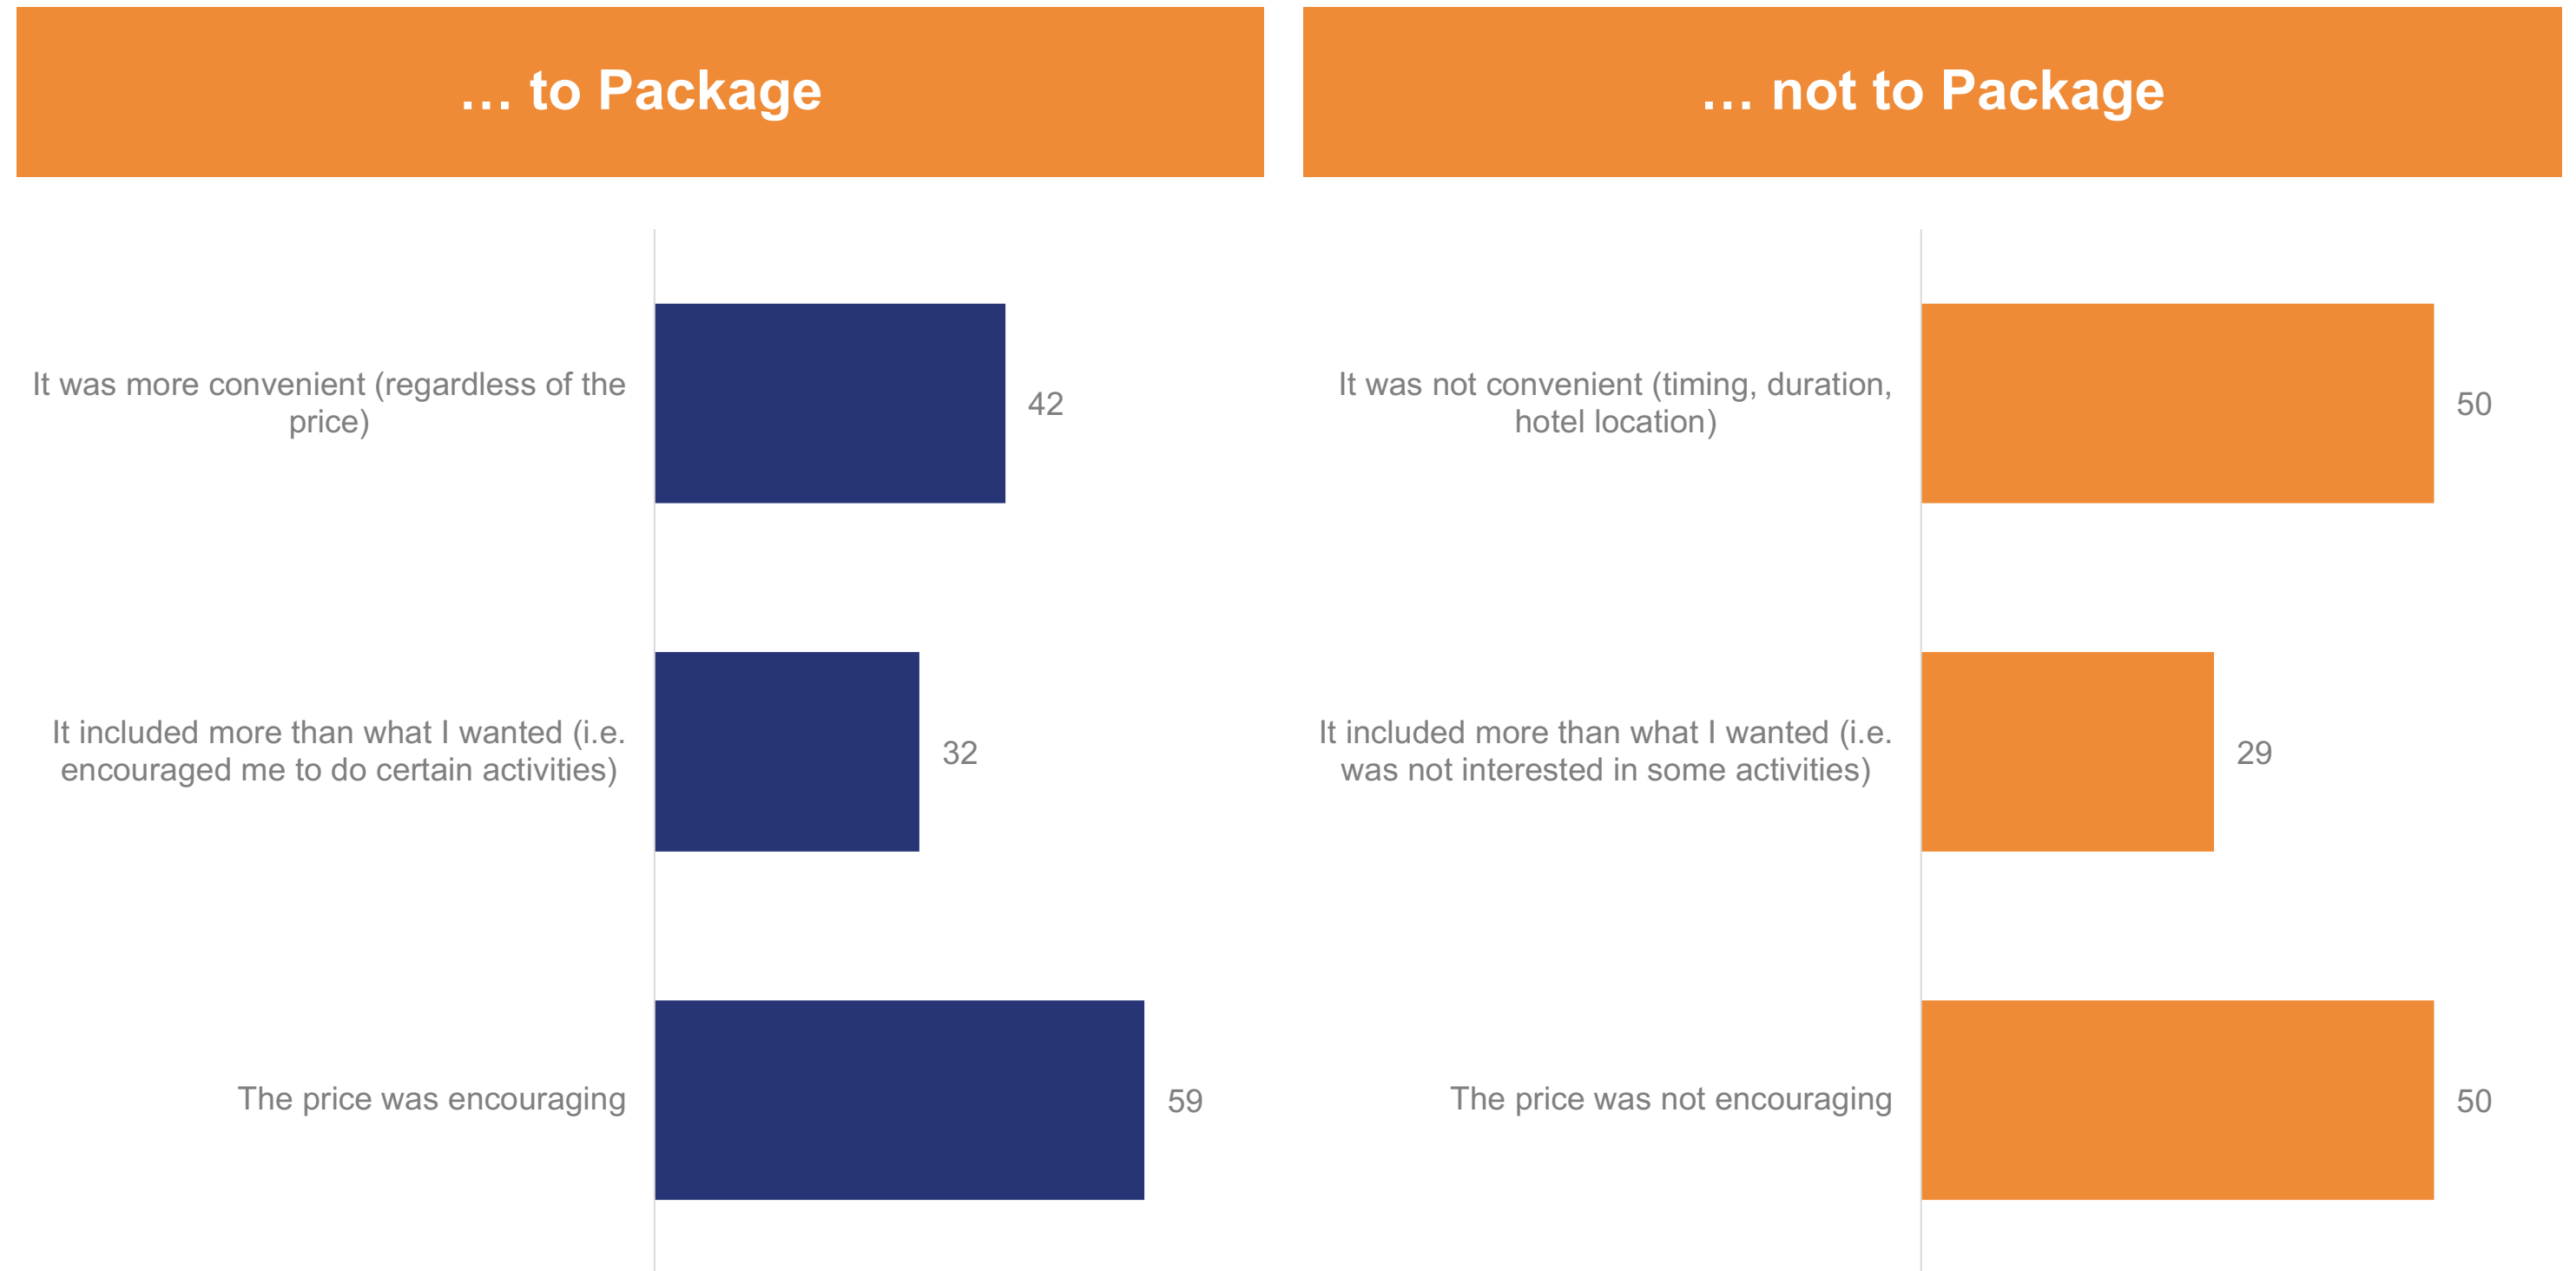 … to Package
It was more convenient (regardless of the
price)
42
It included more than what I wanted (i.e.
encouraged me to do certain activities)
32
The price was encouraging
59
… not to Package
It was not convenient (timing, duration,
hotel location)
50
It included more than what I wanted (i.e.
was not interested in some activities)
29
The price was not encouraging
50